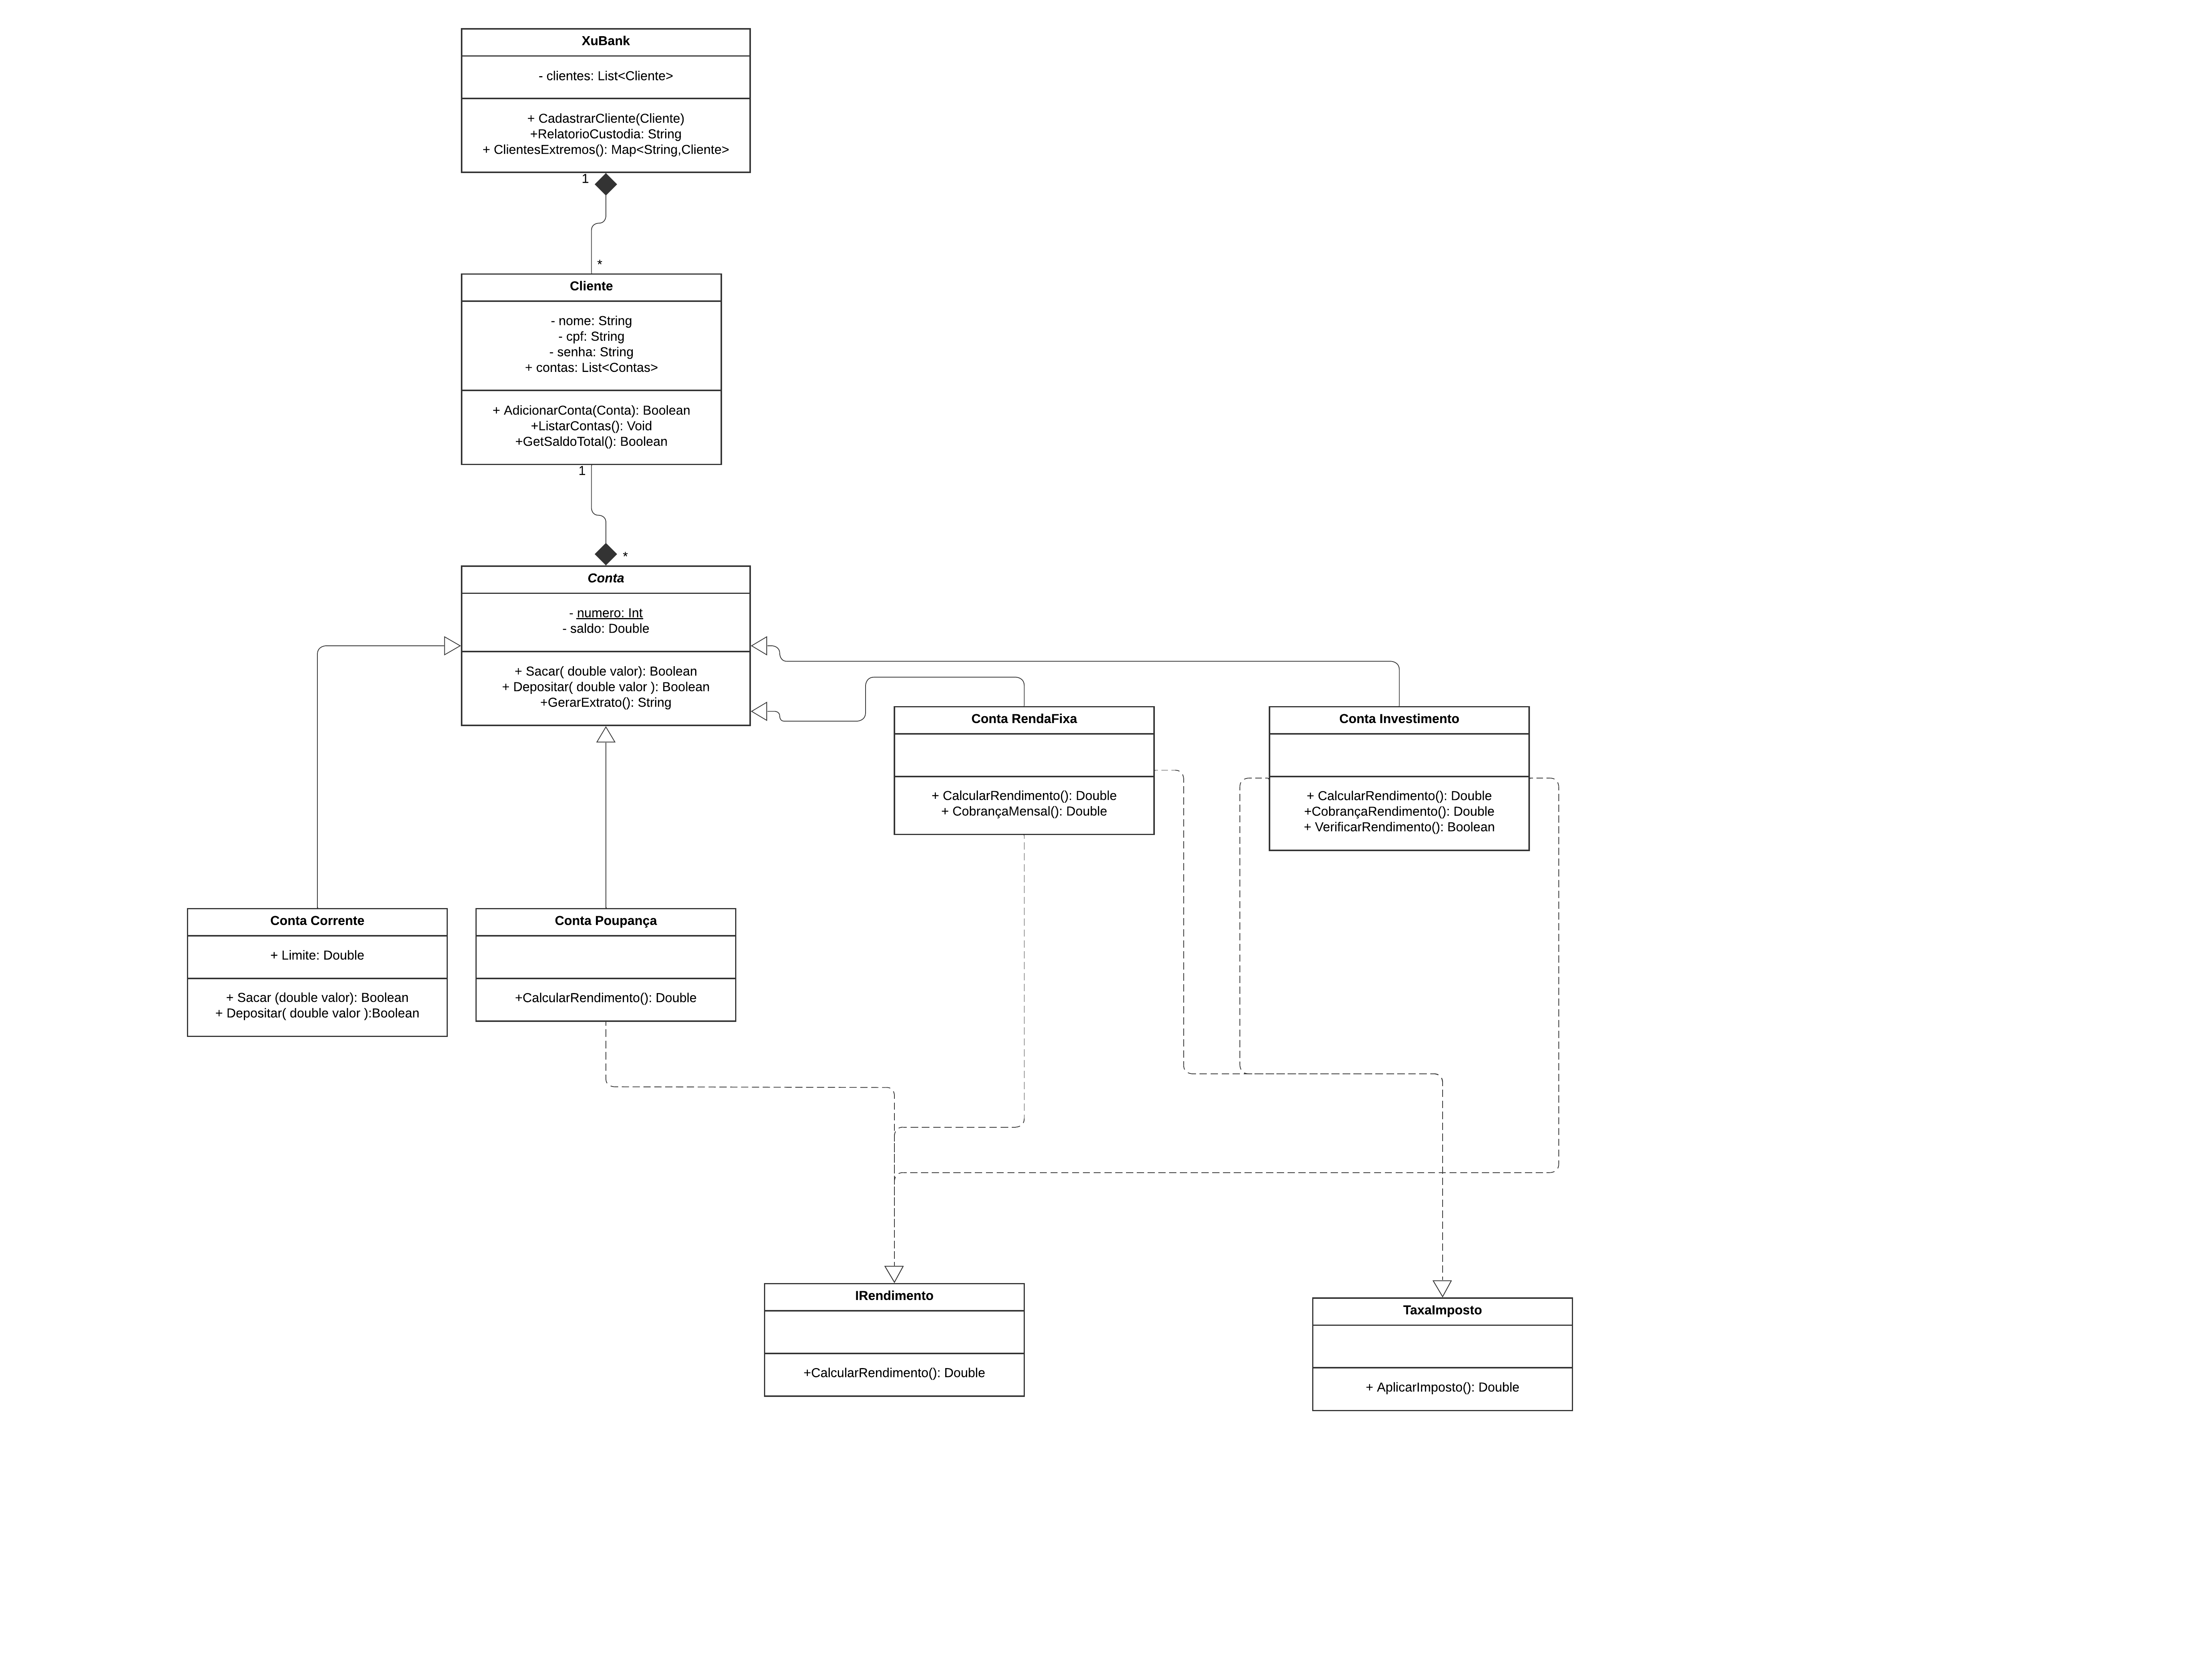 XuBank
- clientes: List<Cliente>
+ CadastrarCliente(Cliente)
+RelatorioCustodia: String
+ ClientesExtremos(): Map<String,Cliente>
1
*
Cliente
- nome: String
- cpf: String
- senha: String
+ contas: List<Contas>
+ AdicionarConta(Conta): Boolean
+ListarContas(): Void
+GetSaldoTotal(): Boolean
1
*
Conta
- numero: Int
- saldo: Double
+ Sacar( double valor): Boolean
+ Depositar( double valor ): Boolean
+GerarExtrato(): String
Conta RendaFixa
+ CalcularRendimento(): Double
+ CobrançaMensal(): Double
Conta Investimento
+ CalcularRendimento(): Double
+CobrançaRendimento(): Double
+ VerificarRendimento(): Boolean
Conta Corrente
+ Limite: Double
+ Sacar (double valor): Boolean
+ Depositar( double valor ):Boolean
Conta Poupança
+CalcularRendimento(): Double
IRendimento
+CalcularRendimento(): Double
TaxaImposto
+ AplicarImposto(): Double